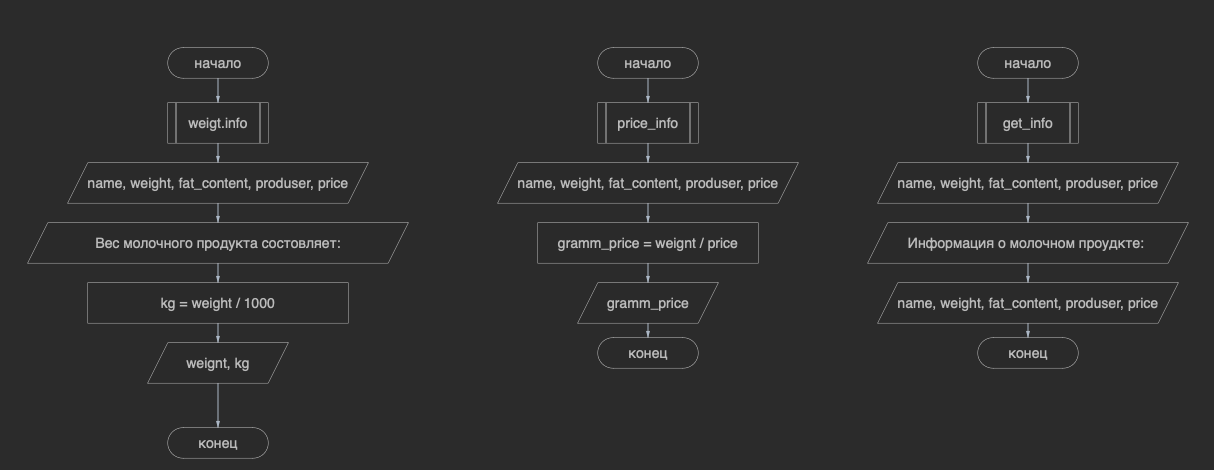 начало
weigt.info
name, weight, fat_content, produser, price
Вес молочного продукта состовляет:
kg = weight / 1000
weignt, kg
конец
начало
price_info
name, weight, fat_content, produser, price
gramm_price = weignt / price
gramm_price
конец
начало
get_info
name, weight, fat_content, produser, price
Информация о молочном проудкте:
name, weight, fat_content, produser, price
конец